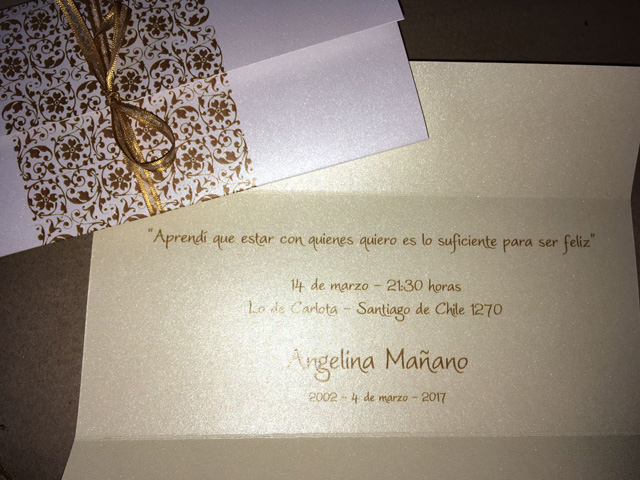 "Aprendí que estar con quienes quiero es lo suficiente para ser feliz"
14 de marzo - 21:30 horas
Lo de Carlota - Santiago de Chile 1270
Angelina Mañano
2002 - 4 de marzo - 2017